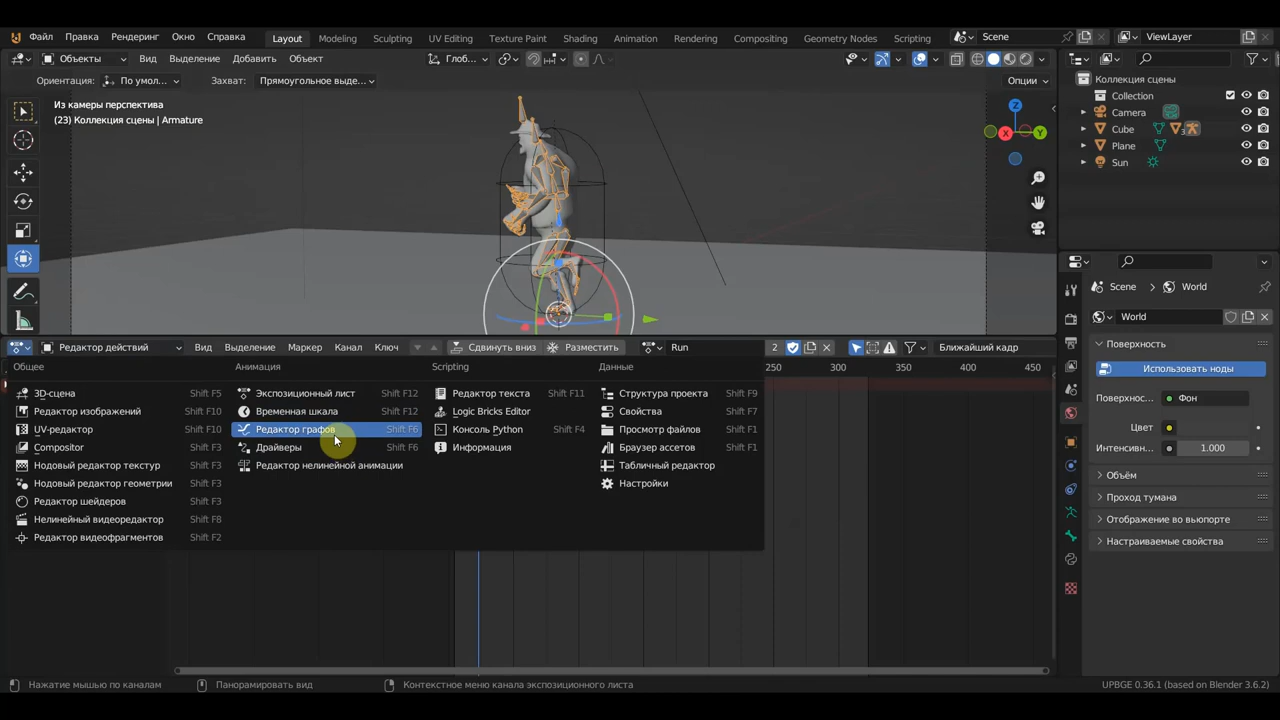 Файл Правка Рендеринг Окно Справка Layout Modeling Sculpting UV Editing Texture Paint Shading Animation Rendering Compositing Geometry Nodes Scripting Scene ViewLayer
Объекты Вид Выделение Добавить Объект Глоб...
Ориентация: По умол... Захват: Прямоугольное выде... Опции
Из камеры перспектива
(23) Коллекция сцены | Armature
Z
X Y
Коллекция сцены
Collection
Camera
Cube 3
Plane
Sun
Редактор действий Вид Выделение Маркер Канал Ключ Сдвинуть вниз Разместить Run 2 Ближайший кадр
Общее Анимация Scripting Данные
250 300 350 400
3D-сцена Shift F5 Экспозиционный лист Shift F12 Редактор текста Shift F11 Структура проекта Shift F9
Редактор изображений Shift F10 Временная шкала Shift F12 Logic Bricks Editor Свойства Shift F7
UV-редактор Shift F10 Редактор графов Shift F6 Консоль Python Shift F4 Просмотр файлов Shift F1
Compositor Shift F3 Драйверы Shift F6 Информация Браузер ассетов Shift F1
Нодовый редактор текстур Shift F3 Редактор нелинейной анимации Табличный редактор
Нодовый редактор геометрии Shift F3 Настройки
Редактор шейдеров Shift F3
Нелинейный видеоредактор Shift F8
Редактор видеофрагментов Shift F2
Scene World
World
Поверхность
Использовать ноды
Поверхнос... Фон
Цвет
Интенсивн... 1.000
Объём
Проход тумана
Отображение во вьюпорте
Настраиваемые свойства
Нажатие мышью по каналам Панорамировать вид Контекстное меню канала экспозиционного листа UPBGE 0.36.1 (based on Blender 3.6.2)